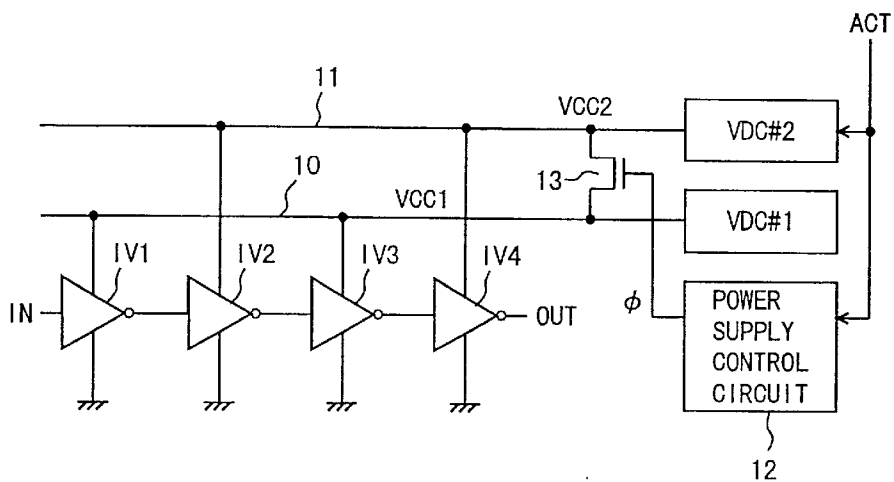 ACT
11
VCC2
VDC#2
10
13
VCC1
VDC#1
IV1
IV2
IV3
IV4
IN
OUT
φ
POWER
SUPPLY
CONTROL
CIRCUIT
12